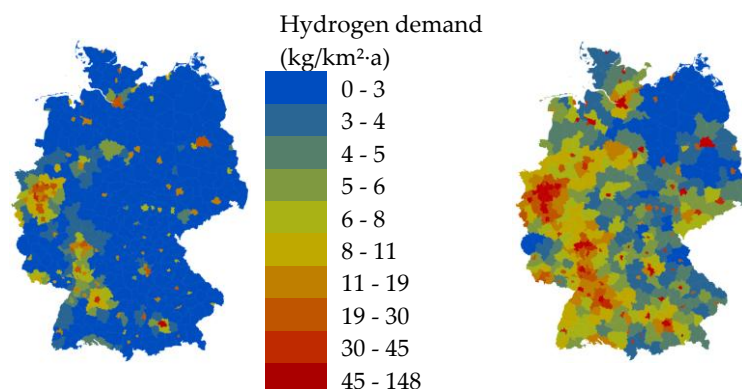 Hydrogen demand
(kg/km²·a)
0 - 3
3 - 4
4 - 5
5 - 6
6 - 8
8 - 11
11 - 19
19 - 30
30 - 45
45 - 148